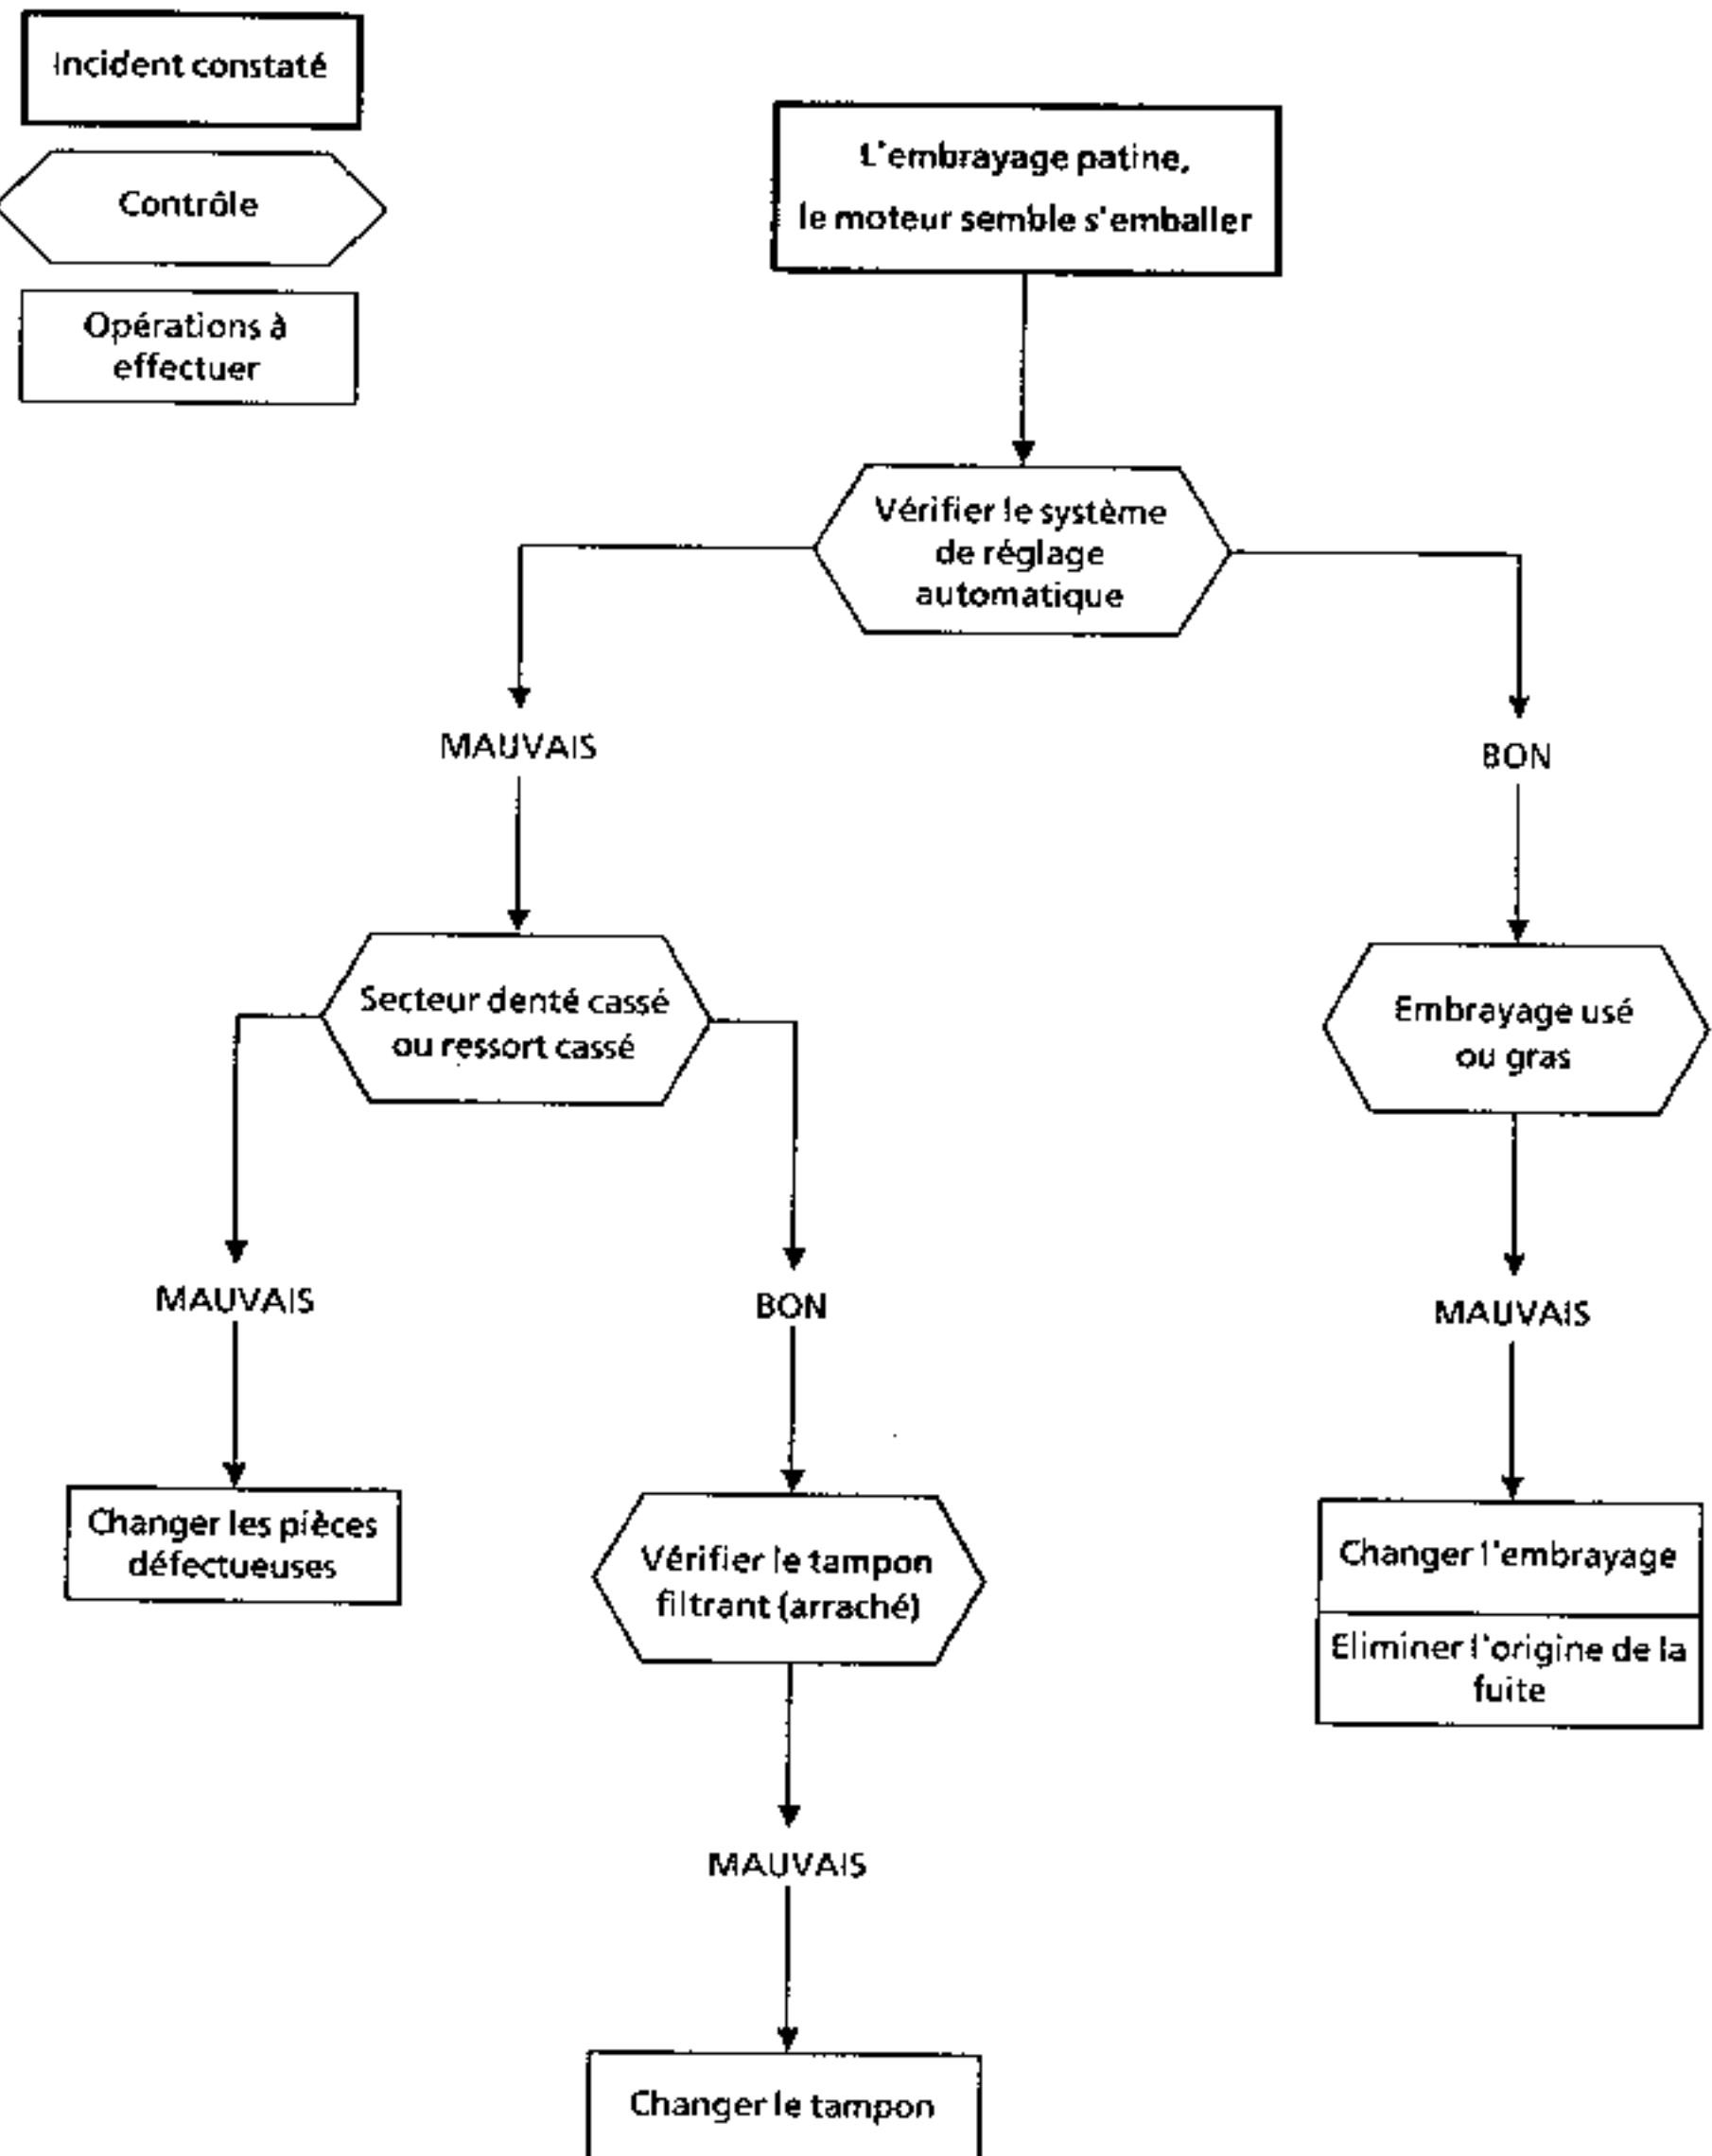 Incident constaté
Contrôle
Opérations à
effectuer
L'embrayage patine,
le moteur semble s'emballer
Vérifier le système
de réglage
automatique
MAUVAIS
BON
Secteur denté cassé
ou ressort cassé
Embrayage usé
ou gras
MAUVAIS
BON
MAUVAIS
Changer les pièces
défectueuses
Vérifier le tampon
filtrant (arraché)
Changer l'embrayage
Eliminer l'origine de la
fuite
MAUVAIS
Changer le tampon